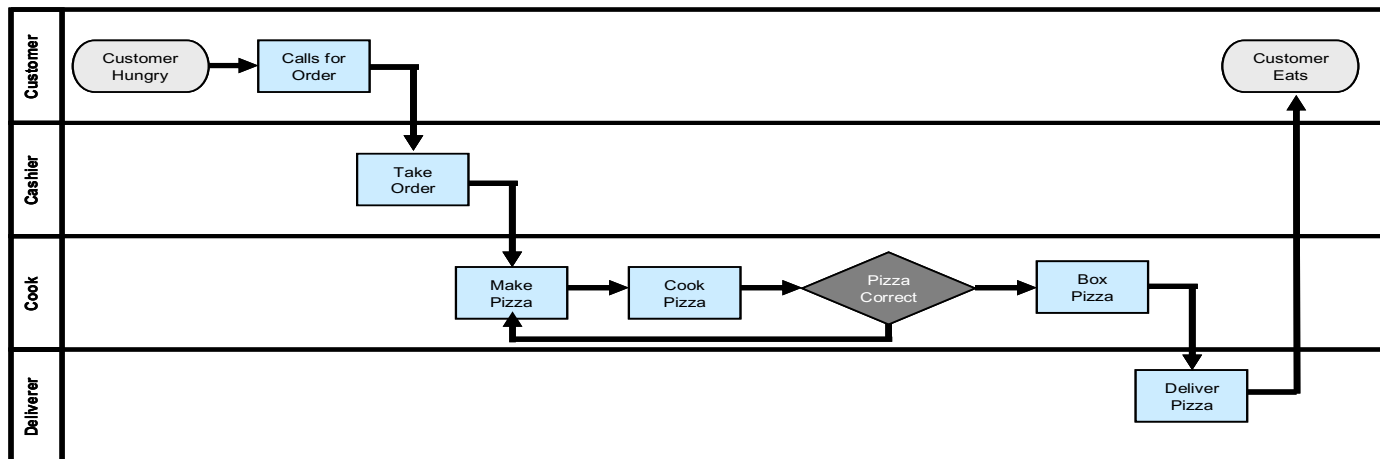 Customer
Customer
Hungry
Calls for
Order
Customer
Eats
Cashier
Take
Order
Cook
Make
Pizza
Cook
Pizza
Pizza
Correct
Box
Pizza
Deliverer
Deliver
Pizza